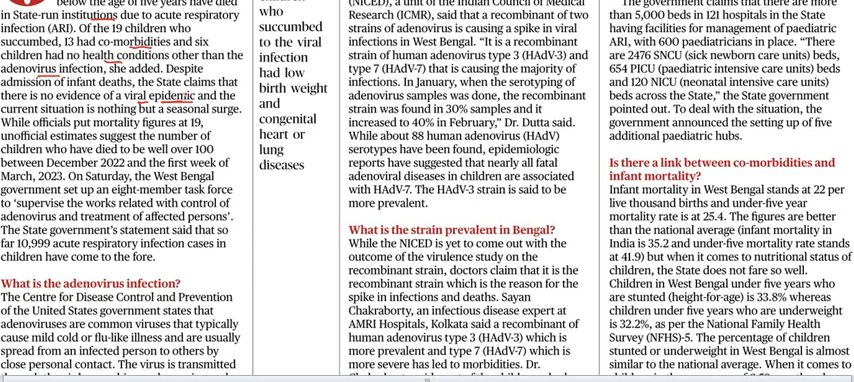 below the age of five years have died
in State-run institutions due to acute respiratory
infection (ARI). Of the 19 children who
succumbed, 13 had co-morbidities and six
children had no health conditions other than the
adenovirus infection, she added. Despite
admission of infant deaths, the State claims that
there is no evidence of a viral epidemic and the
current situation is nothing but a seasonal surge.
While officials put mortality figures at 19,
unofficial estimates suggest the number of
children who have died to be well over 100
between December 2022 and the first week of
March, 2023. On Saturday, the West Bengal
government set up an eight-member task force
to ‘supervise the works related with control of
adenovirus and treatment of affected persons’.
The State government’s statement said that so
far 10,999 acute respiratory infection cases in
children have come to the fore.
What is the adenovirus infection?
The Centre for Disease Control and Prevention
of the United States government states that
adenoviruses are common viruses that typically
cause mild cold or flu-like illness and are usually
spread from an infected person to others by
close personal contact. The virus is transmitted
who
succumbed
to the viral
infection
had low
birth weight
and
congenital
heart or
lung
diseases
(NICED), a unit of the Indian Council of Medical
Research (ICMR), said that a recombinant of two
strains of adenovirus is causing a spike in viral
infections in West Bengal. “It is a recombinant
strain of human adenovirus type 3 (HAdV-3) and
type 7 (HAdV-7) that is causing the majority of
infections. In January, when the serotyping of
adenovirus samples was done, the recombinant
strain was found in 30% samples and it
increased to 40% in February,” Dr. Dutta said.
While about 88 human adenovirus (HAdV)
serotypes have been found, epidemiologic
reports have suggested that nearly all fatal
adenoviral diseases in children are associated
with HAdV-7. The HAdV-3 strain is said to be
more prevalent.
What is the strain prevalent in Bengal?
While the NICED is yet to come out with the
outcome of the virulence study on the
recombinant strain, doctors claim that it is the
recombinant strain which is the reason for the
spike in infections and deaths. Sayan
Chakraborty, an infectious disease expert at
AMRI Hospitals, Kolkata said a recombinant of
human adenovirus type 3 (HAdV-3) which is
more prevalent and type 7 (HAdV-7) which is
more severe has led to morbidities. Dr.
The government claims that there are more
than 5,000 beds in 121 hospitals in the State
having facilities for management of paediatric
ARI, with 600 paediatricians in place. “There
are 2476 SNCU (sick newborn care units) beds,
654 PICU (paediatric intensive care units) beds
and 120 NICU (neonatal intensive care units)
beds across the State,” the State government
pointed out. To deal with the situation, the
government announced the setting up of five
additional paediatric hubs.
Is there a link between co-morbidities and
infant mortality?
Infant mortality in West Bengal stands at 22 per
live thousand births and under-five year
mortality rate is at 25.4. The figures are better
than the national average (infant mortality in
India is 35.2 and under-five mortality rate stands
at 41.9) but when it comes to nutritional status of
children, the State does not fare so well.
Children in West Bengal under five years who
are stunted (height-for-age) is 33.8% whereas
children under five years who are underweight
is 32.2%, as per the National Family Health
Survey (NFHS)-5. The percentage of children
stunted or underweight in West Bengal is almost
similar to the national average. When it comes to